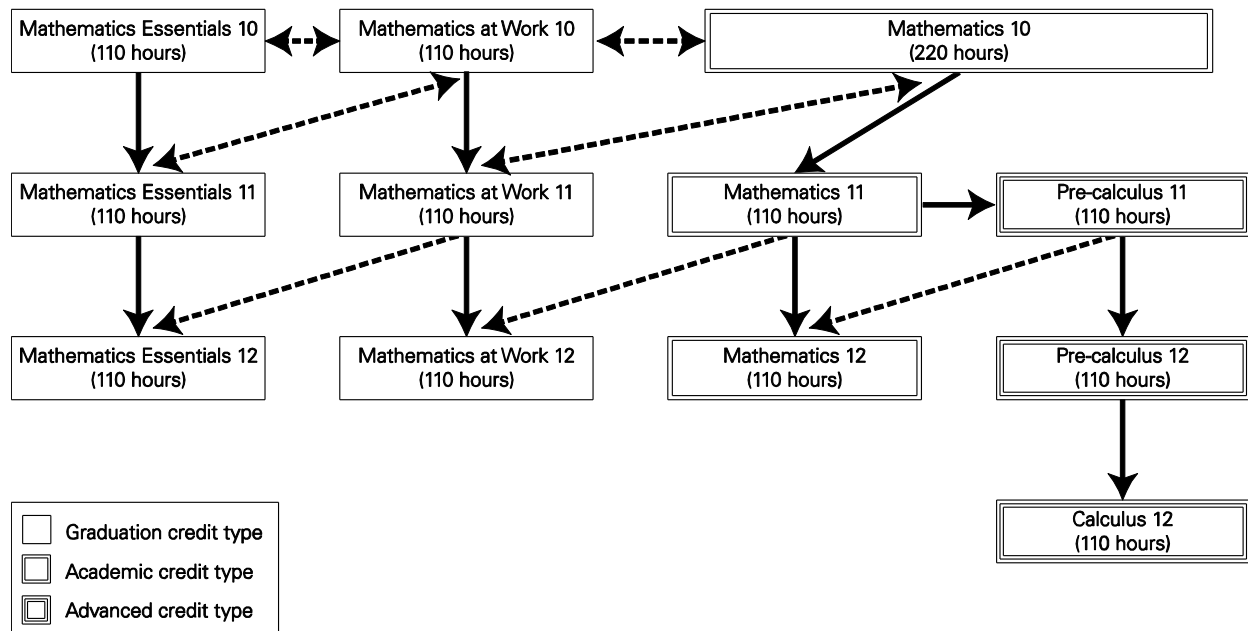 Mathematics Essentials 10
(110 hours)
Mathematics at Work 10
(110 hours)
Mathematics 10
(220 hours)
Mathematics Essentials 11
(110 hours)
Mathematics at Work 11
(110 hours)
Mathematics 11
(110 hours)
Pre-calculus 11
(110 hours)
Mathematics Essentials 12
(110 hours)
Mathematics at Work 12
(110 hours)
Mathematics 12
(110 hours)
Pre-calculus 12
(110 hours)
Calculus 12
(110 hours)
Graduation credit type
Academic credit type
Advanced credit type